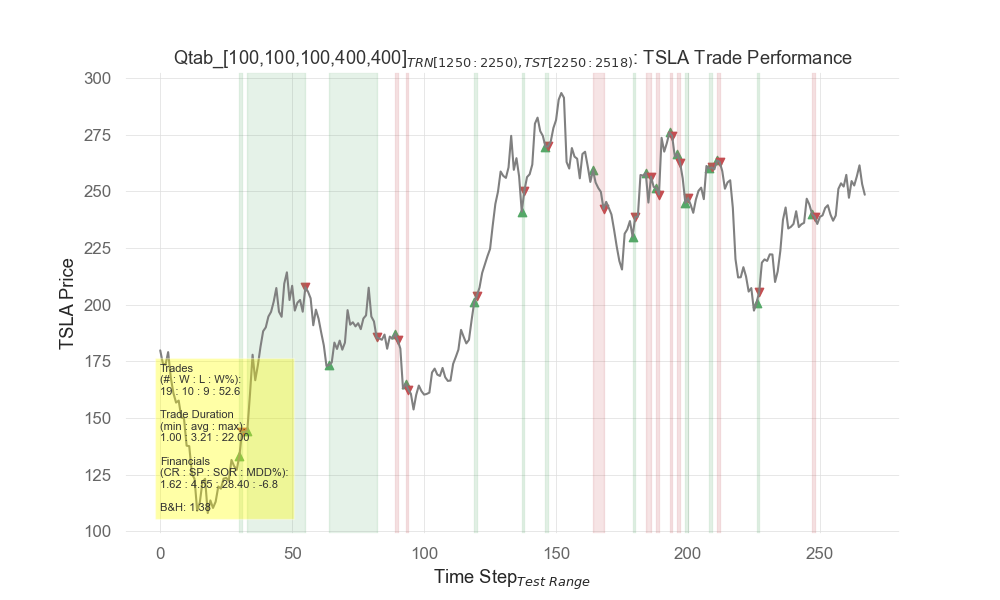 Qtab_[100,100,100,400,400]TRN[1250:2250),TST[2250:2518): TSLA Trade Performance
300
275
250
225
200
175
150
125
100
TSLA Price
Trades
(# : W : L : W%):
19 : 10 : 9 : 52.6
Trade Duration
(min : avg : max):
1.00 : 3.21 : 22.00
Financials
(CR : SP : SOR : MDD%):
1.62 : 4.55 : 28.40 : -6.8
B&H: 1.38
0 50 100 150 200 250
Time StepTest Range